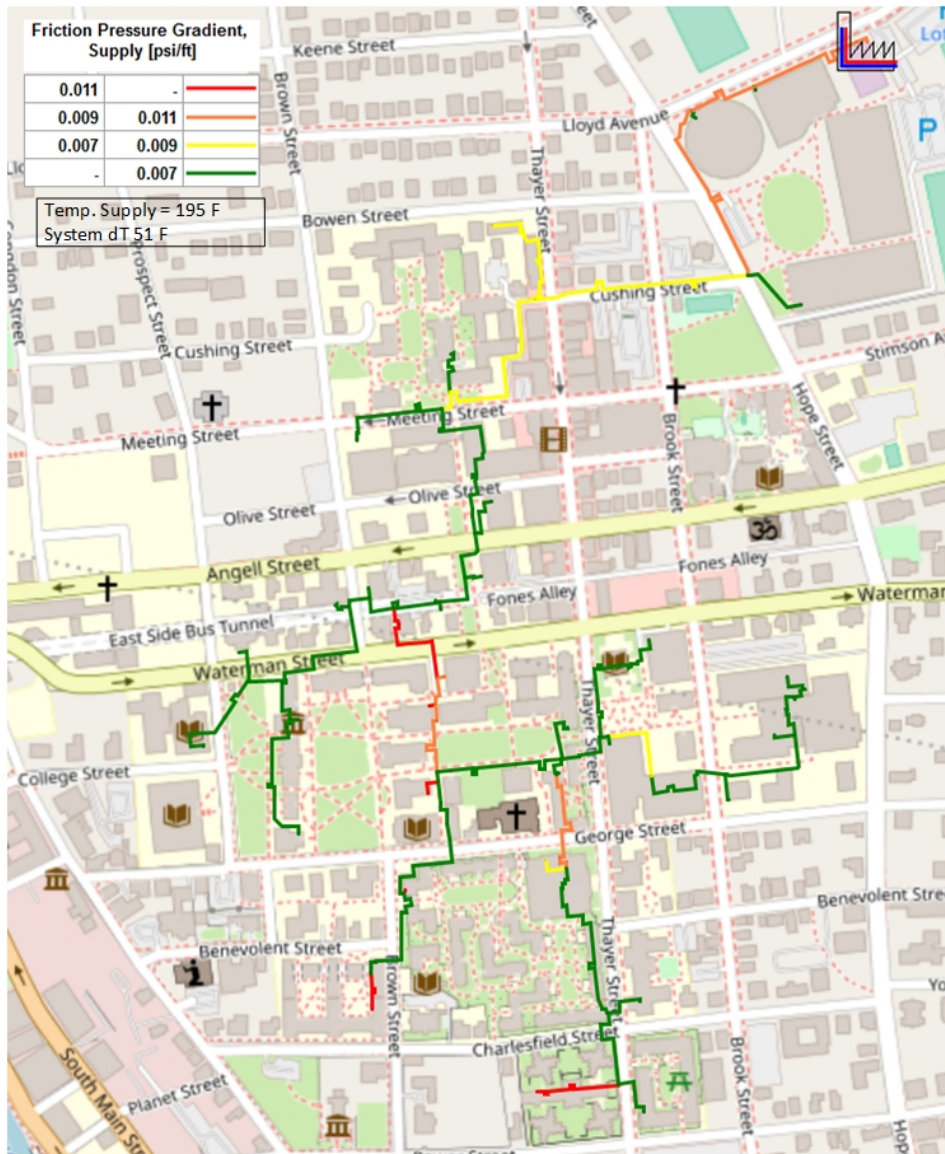 Friction Pressure Gradient,
Supply [psi/ft]
0.011 -
0.009 0.011
0.007 0.009
- 0.007
Temp. Supply = 195 F
System dT 51 F
Keene Street
Street
Brown Street
Lloyd Avenue
Thayer Street
P
Bowen Street
Prospect Street
Cushing Street
Cushing Street
Meeting Street
Meeting Street
Hope Street
Brook Street
Olive Street
Olive Street
Angell Street
Fones Alley
Fones Alley
Waterman
East Side Bus Tunnel
Waterman Street
Thayer Street
College Street
George Street
Benevolent Street
Benevolent Stre
Thayer Street
Brown Street
Charlesfield Street
Brook Street
Planet Street
South Main Str